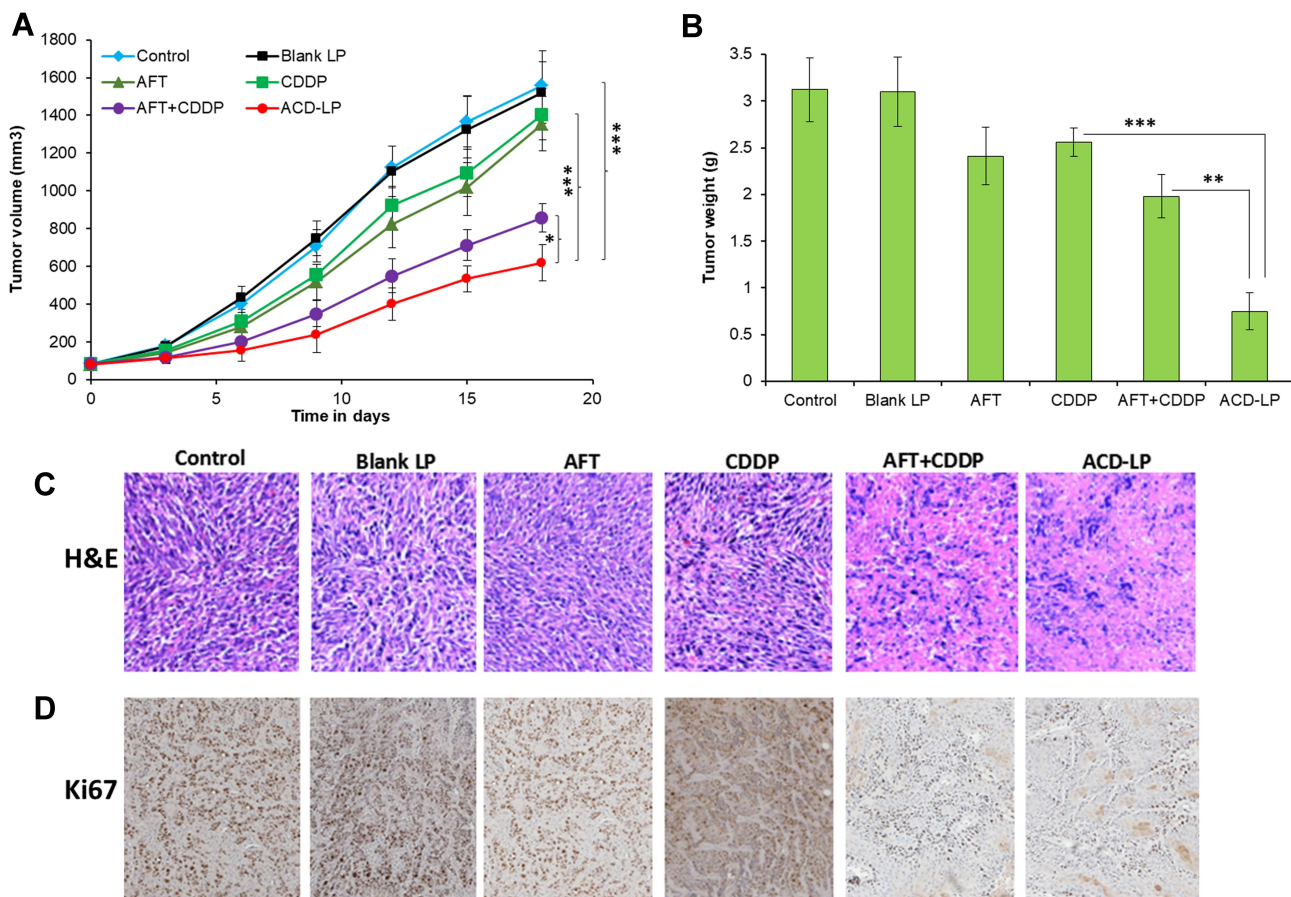 A
Tumor volume (mm3)
1800
1600
1400
1200
1000
800
600
400
200
0
0 5 10 15 20
Time in days
Control Blank LP
AFT CDDP
AFT+CDDP ACD-LP
***
***
*
B
Tumor weight (g)
3.5
3
2.5
2
1.5
1
0.5
0
***
**
Control Blank LP AFT CDDP AFT+CDDP ACD-LP
Control Blank LP AFT CDDP AFT+CDDP ACD-LP
C
H&E
D
Ki67